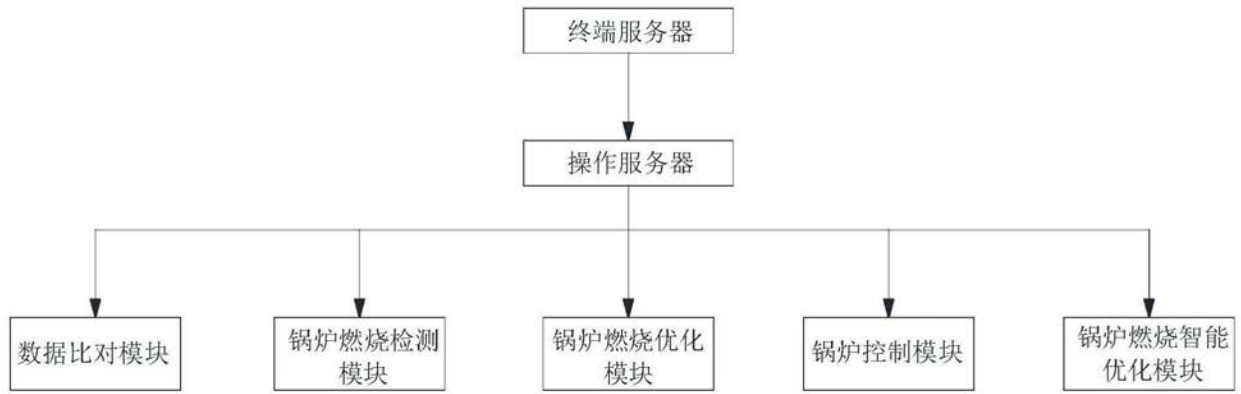 终端服务器
操作服务器
数据比对模块
锅炉燃烧检测
模块
锅炉燃烧优化
模块
锅炉控制模块
锅炉燃烧智能
优化模块